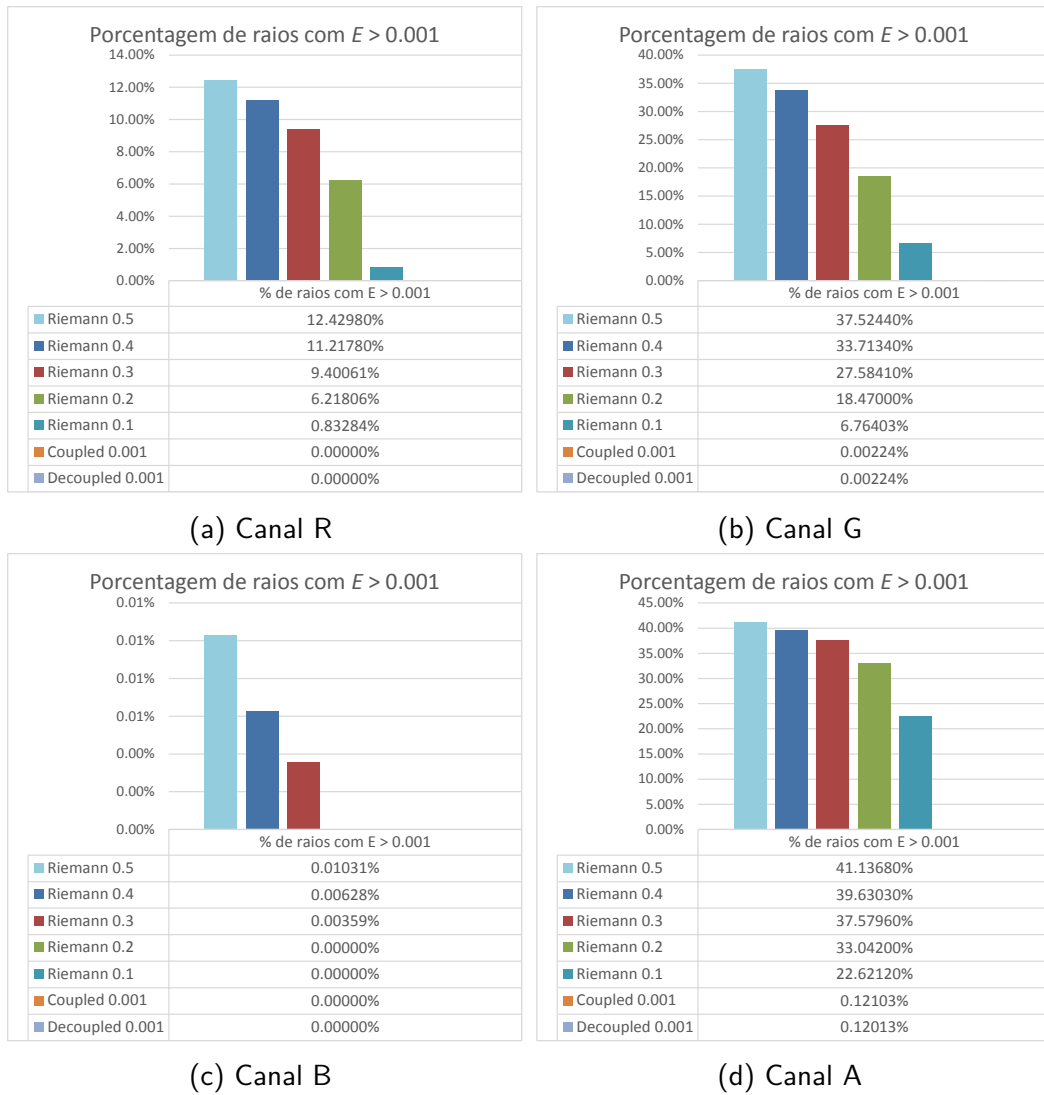 Porcentagem de raios com E > 0.001
14.00%
12.00%
10.00%
8.00%
6.00%
4.00%
2.00%
0.00%
% de raios com E > 0.001
Riemann 0.5 12.42980%
Riemann 0.4 11.21780%
Riemann 0.3 9.40061%
Riemann 0.2 6.21806%
Riemann 0.1 0.83284%
Coupled 0.001 0.00000%
Decoupled 0.001 0.00000%
(a) Canal R
Porcentagem de raios com E > 0.001
40.00%
35.00%
30.00%
25.00%
20.00%
15.00%
10.00%
5.00%
0.00%
% de raios com E > 0.001
Riemann 0.5 37.52440%
Riemann 0.4 33.71340%
Riemann 0.3 27.58410%
Riemann 0.2 18.47000%
Riemann 0.1 6.76403%
Coupled 0.001 0.00224%
Decoupled 0.001 0.00224%
(b) Canal G
Porcentagem de raios com E > 0.001
0.01%
0.01%
0.01%
0.01%
0.00%
0.00%
0.00%
% de raios com E > 0.001
Riemann 0.5 0.01031%
Riemann 0.4 0.00628%
Riemann 0.3 0.00359%
Riemann 0.2 0.00000%
Riemann 0.1 0.00000%
Coupled 0.001 0.00000%
Decoupled 0.001 0.00000%
(c) Canal B
Porcentagem de raios com E > 0.001
45.00%
40.00%
35.00%
30.00%
25.00%
20.00%
15.00%
10.00%
5.00%
0.00%
% de raios com E > 0.001
Riemann 0.5 41.13680%
Riemann 0.4 39.63030%
Riemann 0.3 37.57960%
Riemann 0.2 33.04200%
Riemann 0.1 22.62120%
Coupled 0.001 0.12103%
Decoupled 0.001 0.12013%
(d) Canal A